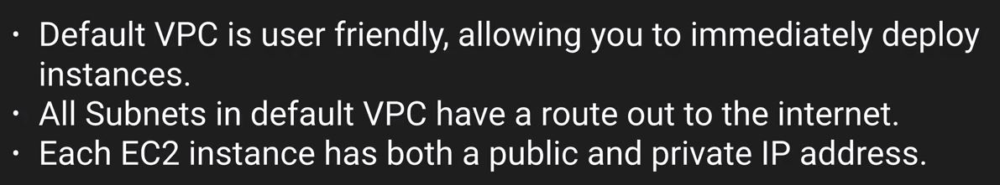 • Default VPC is user friendly, allowing you to immediately deploy
instances.
• All Subnets in default VPC have a route out to the internet.
• Each EC2 instance has both a public and private IP address.